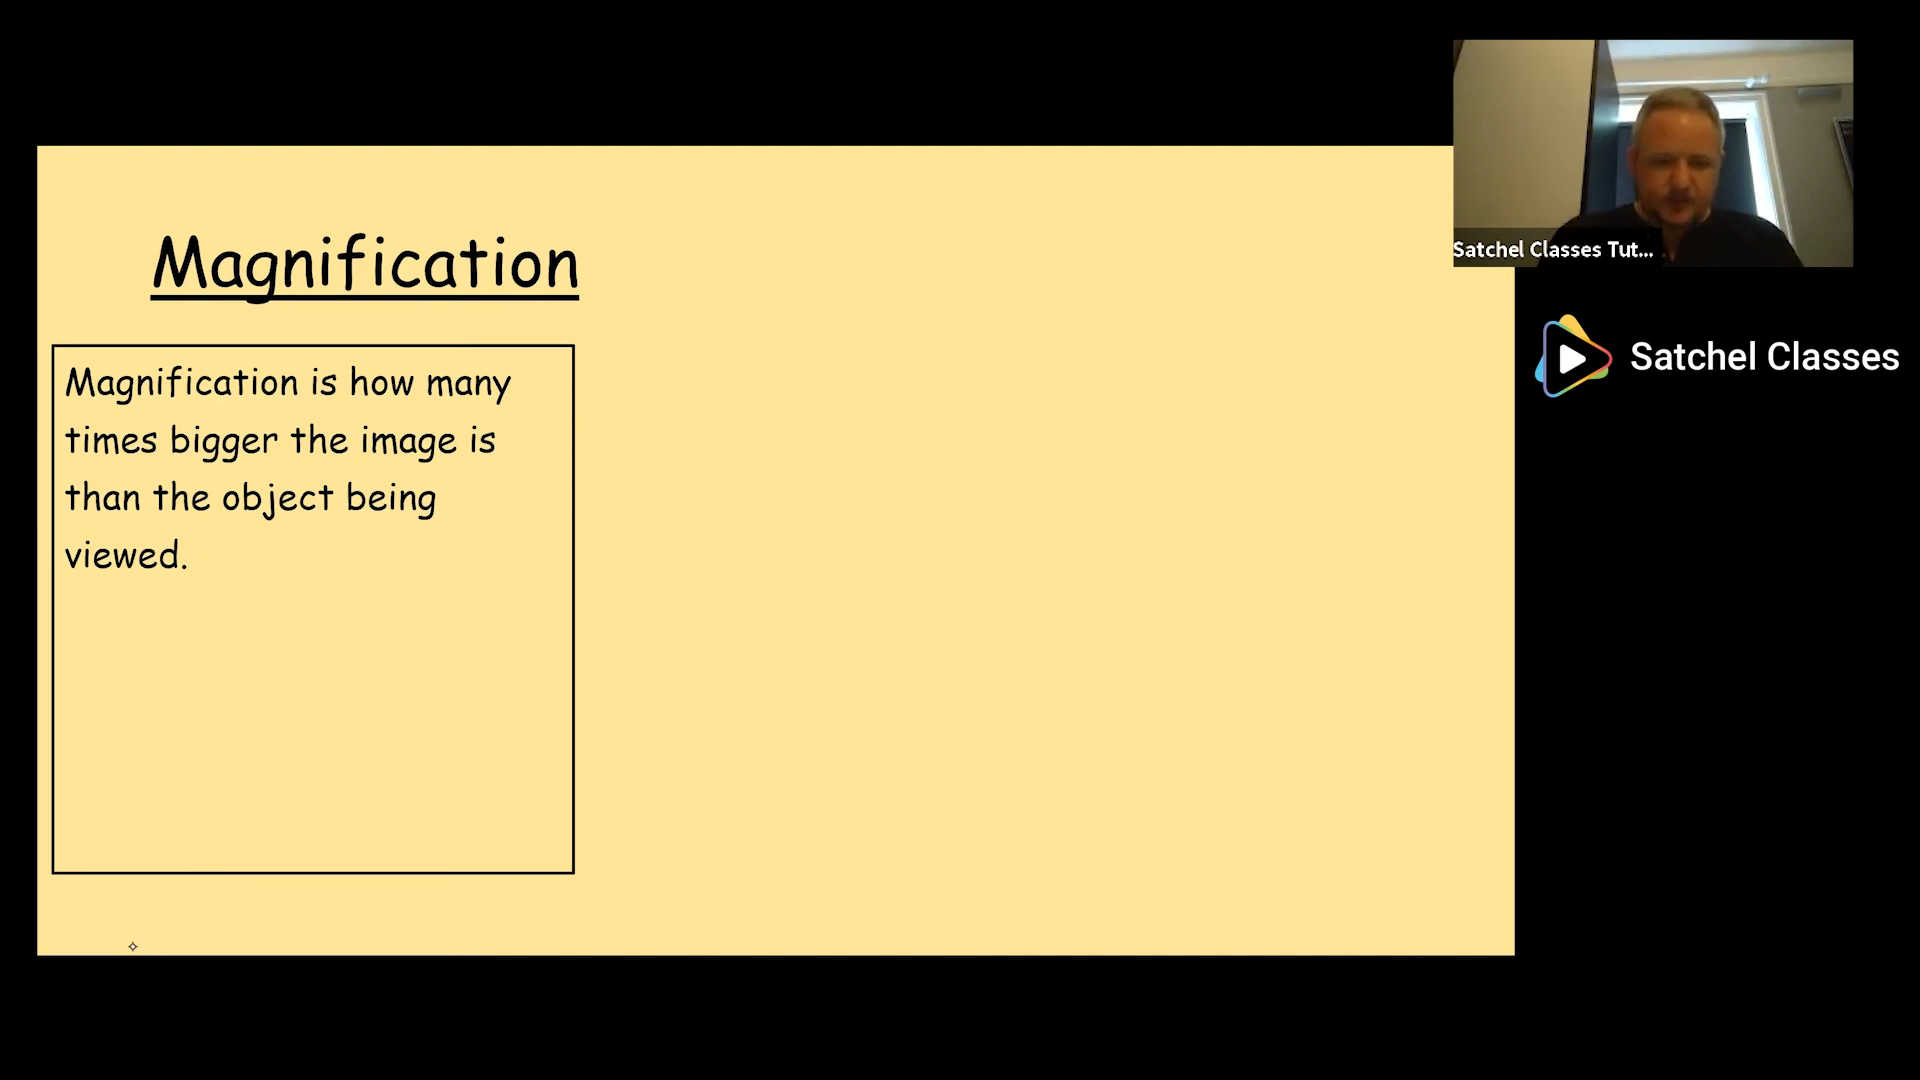 Magnification
Magnification is how many
times bigger the image is
than the object being
viewed.
Satchel Classes Tut...
Satchel Classes